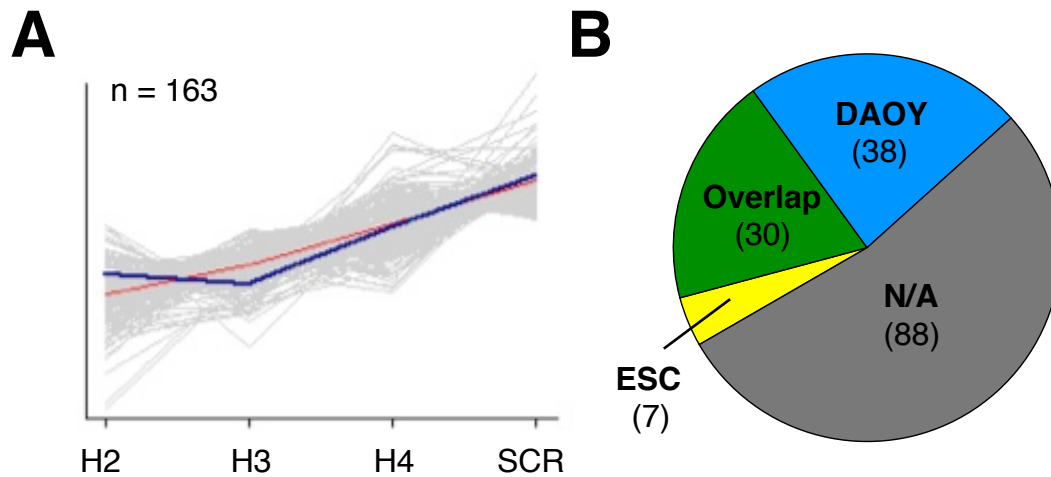 A
n = 163
H2 H3 H4 SCR
B
DAOY
(38)
Overlap
(30)
N/A
(88)
ESC
(7)